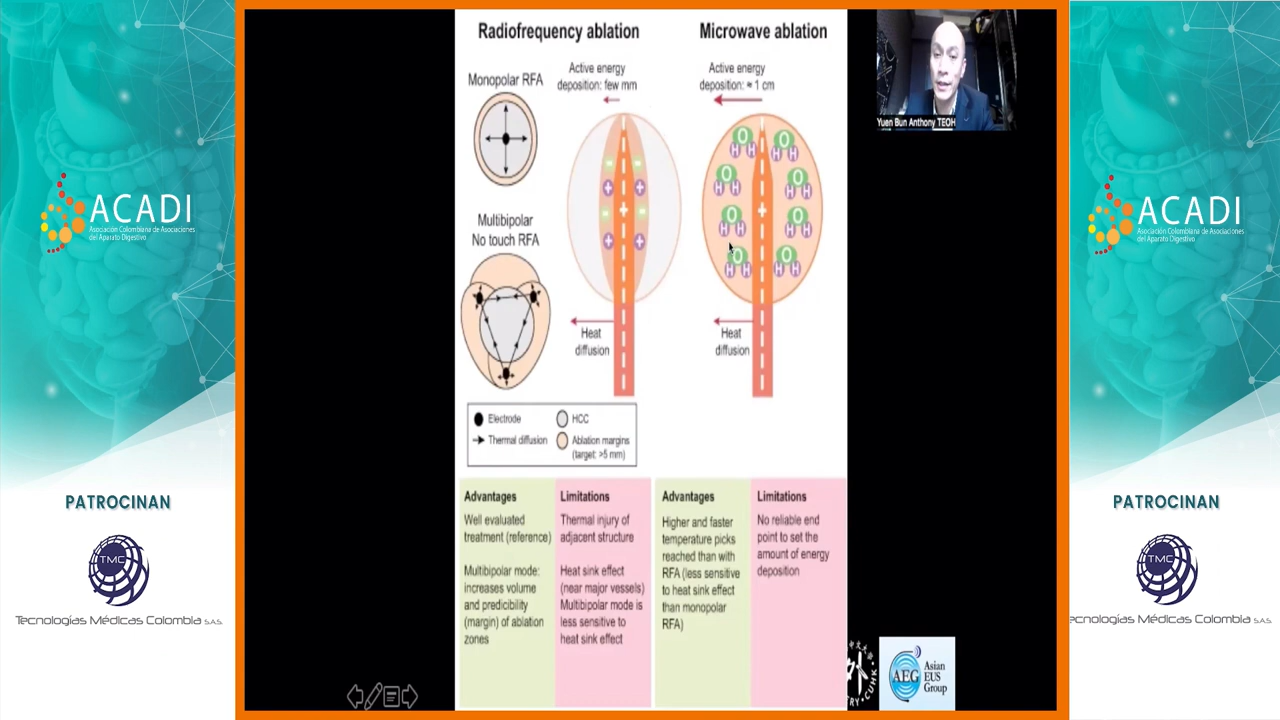 ACADI
Asociación Colombiana de Asociaciones
del Aparato Digestivo
PATROCINAN
TMC
Tecnologías Médicas Colombia S.A.S.
Radiofrequency ablation
Monopolar RFA
Active energy
deposition: few mm
Multibipolar
No touch RFA
Heat
diffusion
Electrode
HCC
Thermal diffusion
Ablation margins
(target: >5 mm)
Microwave ablation
Active energy
deposition: ≈ 1 cm
O
H H
O
H H
O
H H
O
H H
O
H H
O
H H
O
H H
O
H H
Heat
diffusion
Advantages
Well evaluated
treatment (reference)
Multibipolar mode:
increases volume
and predicibility
(margin) of ablation
zones
Limitations
Thermal injury of
adjacent structure
Heat sink effect
(near major vessels)
Multibipolar mode is
less sensitive to
heat sink effect
Advantages
Higher and faster
temperature picks
reached than with
RFA (less sensitive
to heat sink effect
than monopolar
RFA)
Limitations
No reliable end
point to set the
amount of energy
deposition
Yuen Bun Anthony TEOH
CUHK
AEG
Asian
EUS
Group
ACADI
Asociación Colombiana de Asociaciones
del Aparato Digestivo
PATROCINAN
TMC
ecnologías Médicas Colombia S.A.S.